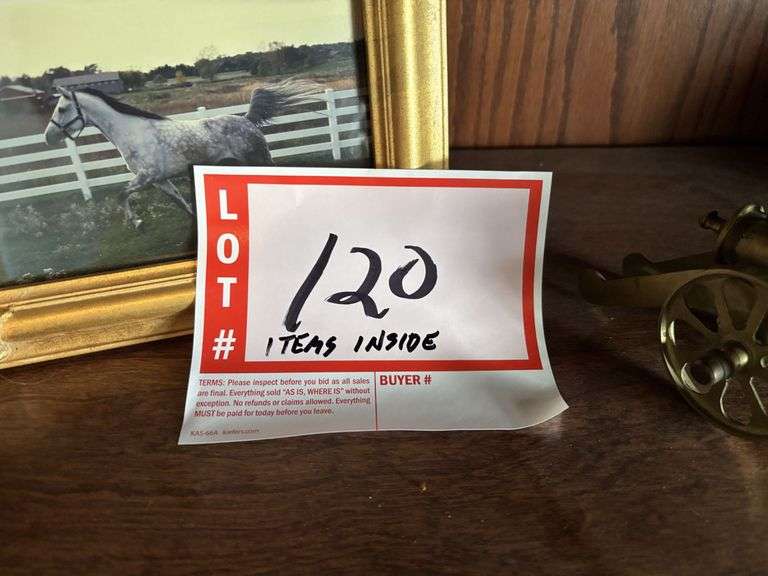 LOT #
120
ITEMS INSIDE
TERMS: Please inspect before you bid as all sales
are final. Everything sold "AS IS, WHERE IS" without
exception. No refunds or claims allowed. Everything
MUST be paid for today before you leave.
BUYER #
KAS-66A kiefers.com